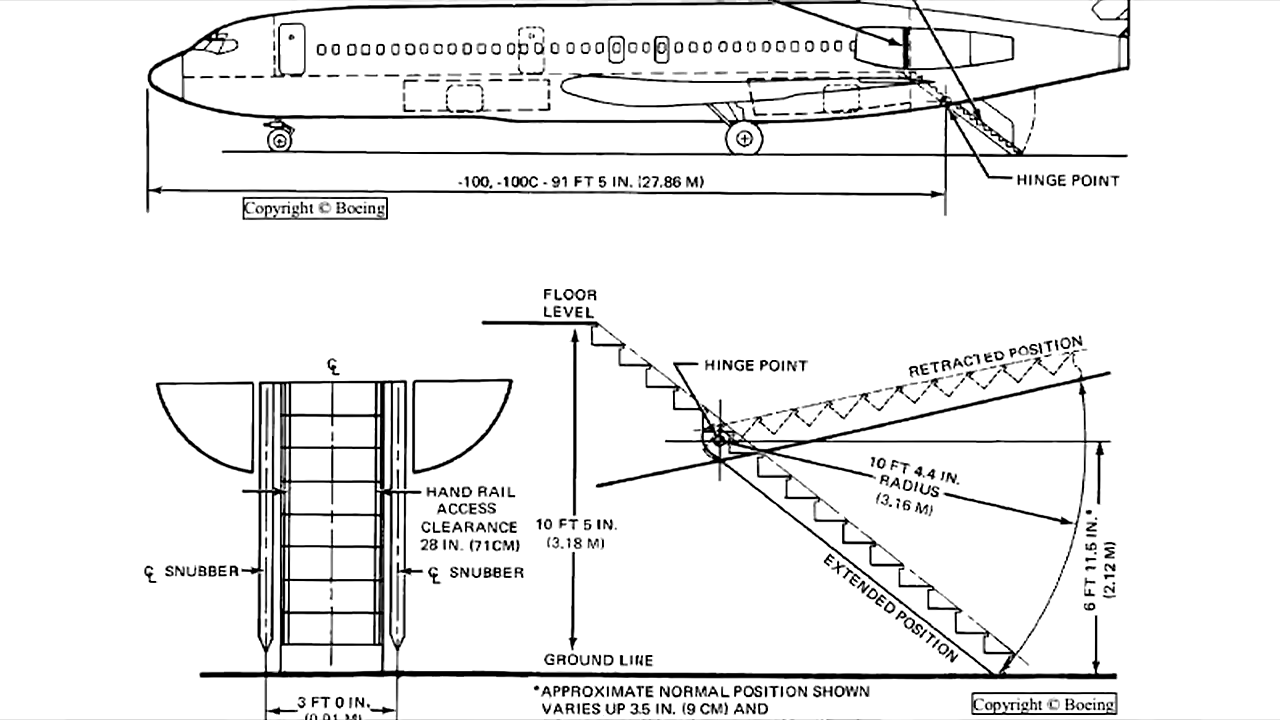 HINGE POINT
-100, -100C - 91 FT 5 IN. (27.86 M)
Copyright © Boeing
FLOOR
LEVEL
HINGE POINT
RETRACTED POSITION
℄
10 FT 4.4 IN.
RADIUS
(3.16 M)
HAND RAIL
ACCESS
CLEARANCE
28 IN. (71CM)
10 FT 5 IN.
(3.18 M)
6 FT 11.5 IN.*
(2.12 M)
℄ SNUBBER
℄ SNUBBER
EXTENDED POSITION
GROUND LINE
3 FT 0 IN.
(0.91 M)
*APPROXIMATE NORMAL POSITION SHOWN
VARIES UP 3.5 IN. (9 CM) AND
Copyright © Boeing